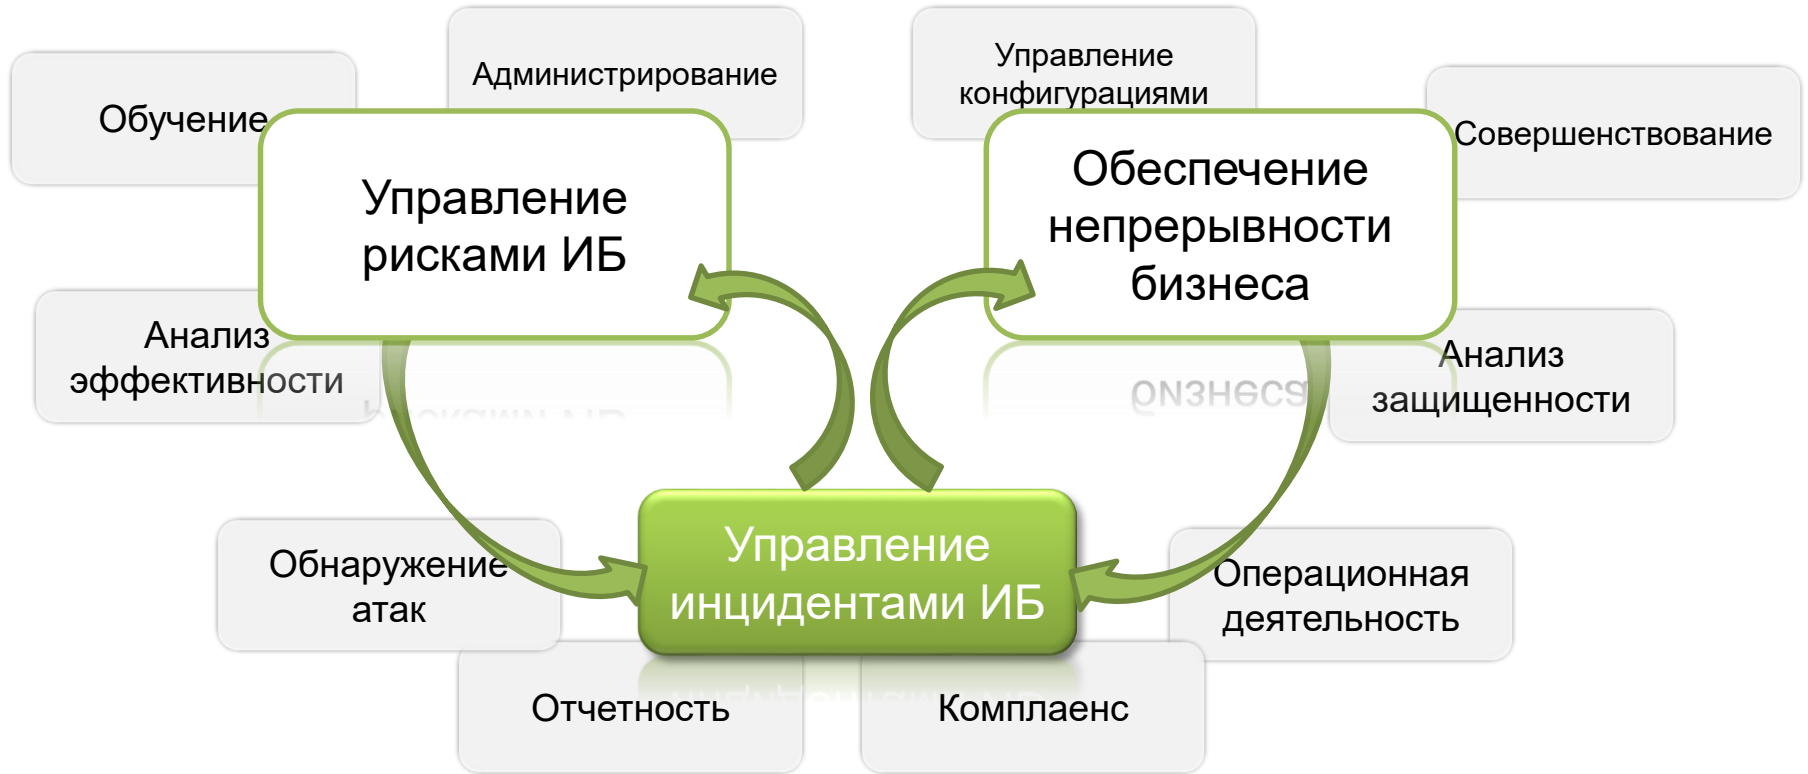 Обучение
Администрирование
Управление
конфигурациями
Совершенствование
Управление
рисками ИБ
Обеспечение
непрерывности
бизнеса
Анализ
эффективности
Анализ
защищенности
Обнаружение
атак
Управление
инцидентами ИБ
Операционная
деятельность
Отчетность
Комплаенс